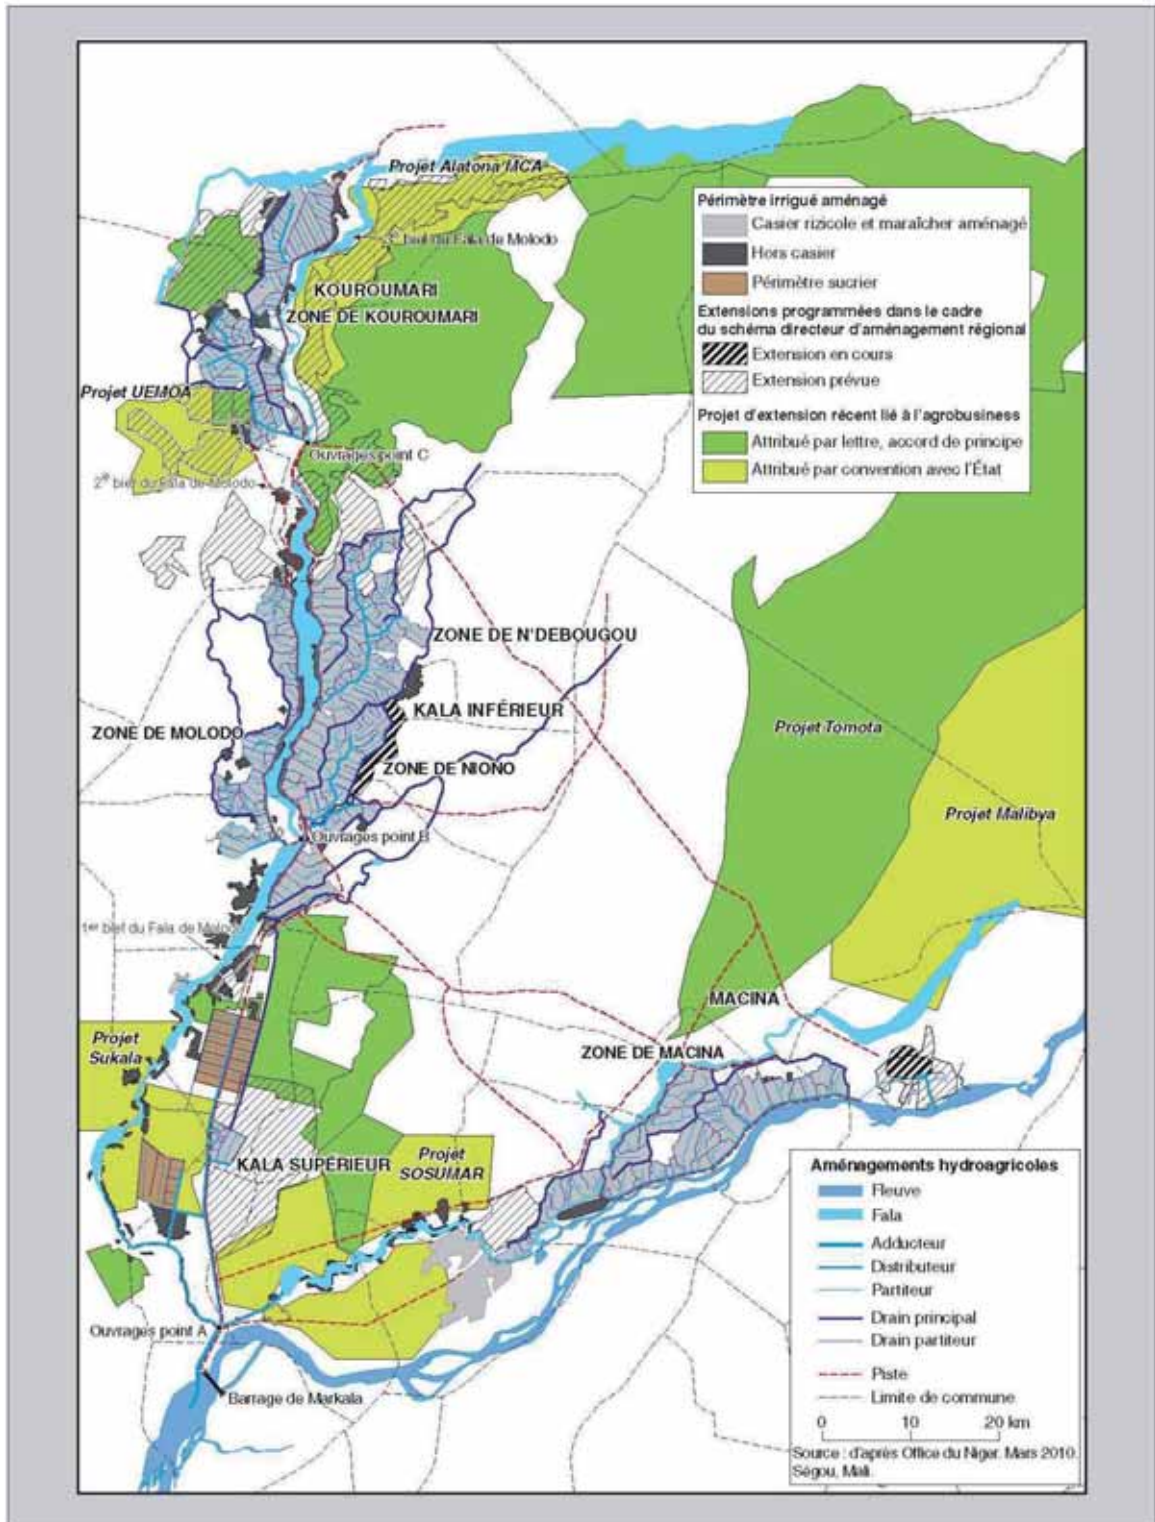 Projet Alatona MCA
Périmètre irrigué aménagé
Casier rizicole et maraîcher aménagé
Hors casier
Périmètre sucrier
Extensions programmées dans le cadre
du schéma directeur d'aménagement régional
Extension en cours
Extension prévue
Projet d'extension récent lié à l'agrobusiness
Attribué par lettre, accord de principe
Attribué par convention avec l'État
bief du Fala de Molodo
KOUROUMARI
ZONE DE KOUROUMARI
Projet UEMOA
Ouvrages point C
2e bief du Fala de Molodo
ZONE DE N'DEBOUGOU
KALA INFÉRIEUR
ZONE DE MOLODO
ZONE DE NIONO
Projet Tomota
Projet Malibya
Ouvrages point B
1er bief du Fala de Molodo
MACINA
Projet
Sukala
ZONE DE MACINA
KALA SUPÉRIEUR
Projet
SOSUMAR
Ouvrages point A
Barrage de Markala
Aménagements hydroagricoles
Fleuve
Fala
Adducteur
Distributeur
Partiteur
Drain principal
Drain partiteur
Piste
Limite de commune
0 10 20 km
Source : d'après Office du Niger. Mars 2010.
Ségou, Mali.